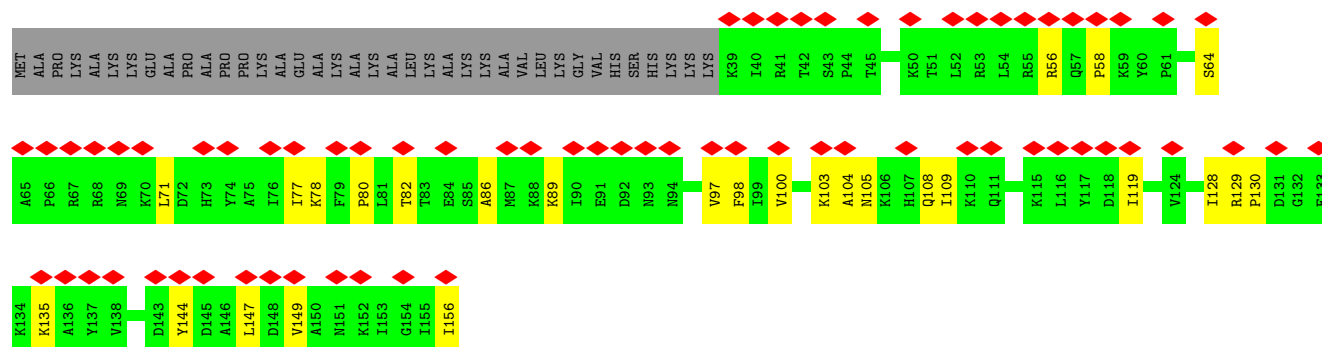 MET ALA PRO LYS ALA LYS LYS GLU ALA PRO ALA PRO PRO LYS ALA GLU ALA LYS ALA LYS ALA LEU LYS ALA LYS LYS ALA VAL LEU LYS GLY VAL HIS SER HIS LYS LYS LYS K39 I40 R41 T42 S43 P44 T45 K50 T51 L52 R53 L54 R55 R56 Q57 P58 K59 Y60 P61 S64
A65 P66 R67 R68 N69 K70 L71 D72 H73 Y74 A75 I76 I77 K78 F79 P80 L81 T82 T83 E84 S85 A86 M87 K88 K89 I90 E91 D92 N93 N94 V97 F98 I99 V100 K103 A104 N105 K106 H107 Q108 I109 K110 Q111 K115 L116 Y117 D118 I119 V124 I128 R129 P130 D131 G132 E133
K134 K135 A136 Y137 V138 D143 Y144 D145 A146 L147 D148 V149 A150 N151 K152 I153 G154 I155 I156